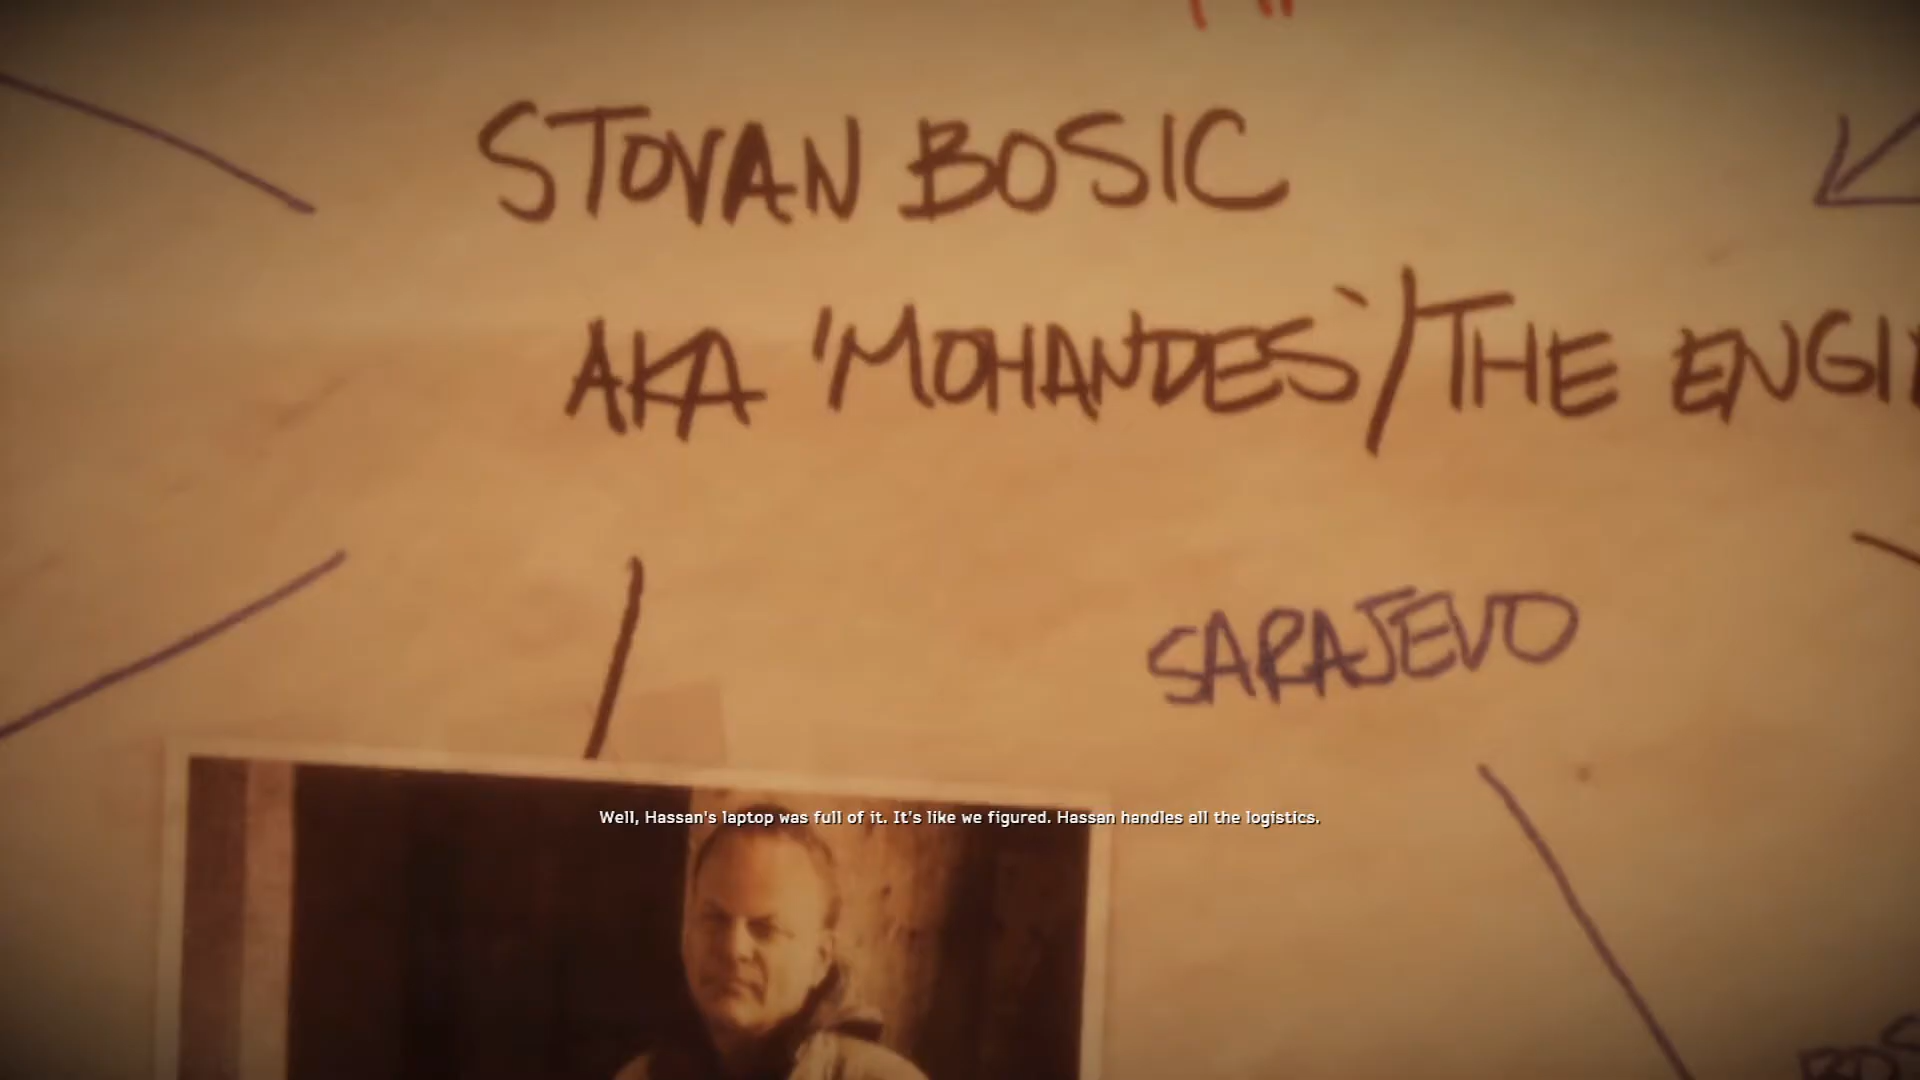 STOVAN BOSIC
AKA 'MOHANDES'/THE ENGI
SARAJEVO
Well, Hassan's laptop was full of it. It's like we figured. Hassan handles all the logistics.